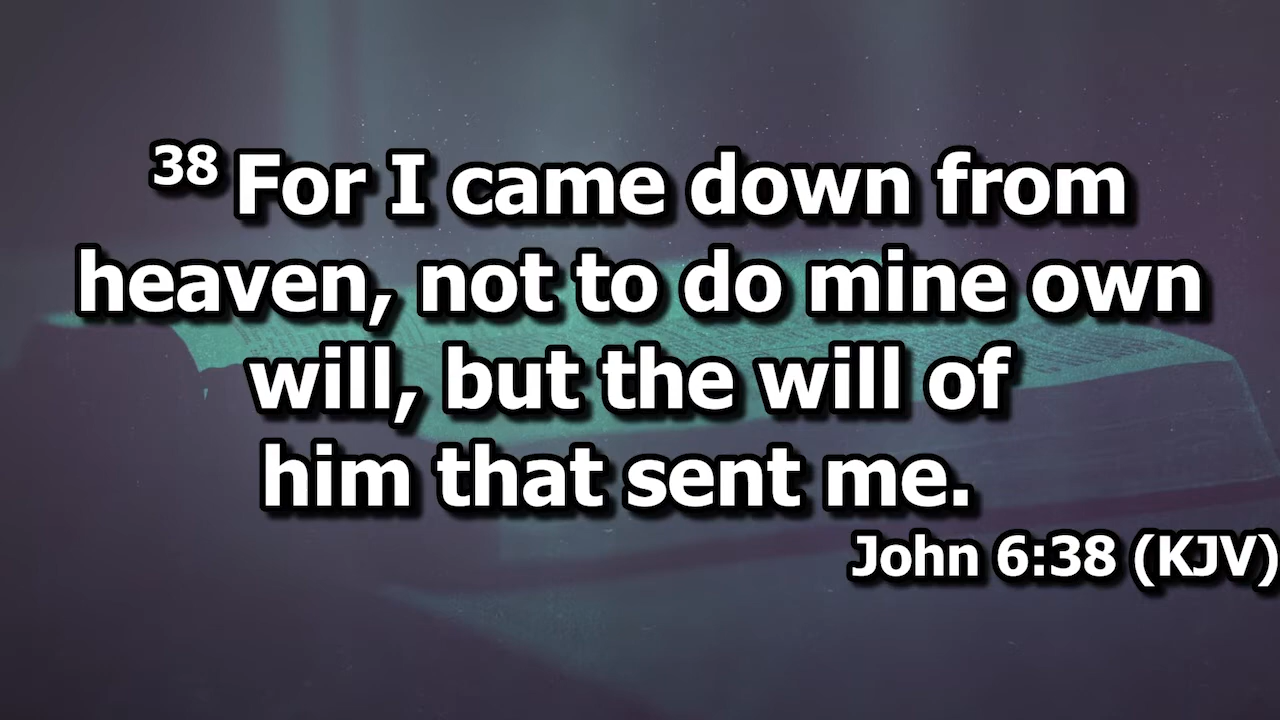 38 For I came down from
heaven, not to do mine own
will, but the will of
him that sent me.
John 6:38 (KJV)